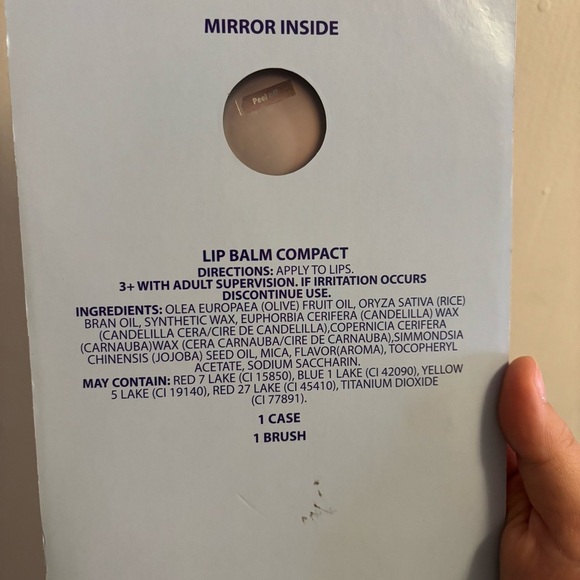 MIRROR INSIDE
Peel
LIP BALM COMPACT
DIRECTIONS: APPLY TO LIPS.
3+ WITH ADULT SUPERVISION. IF IRRITATION OCCURS
DISCONTINUE USE.
INGREDIENTS: OLEA EUROPAEA (OLIVE) FRUIT OIL, ORYZA SATIVA (RICE)
BRAN OIL, SYNTHETIC WAX, EUPHORBIA CERIFERA (CANDELILLA) WAX
(CANDELILLA CERA/CIRE DE CANDELILLA),COPERNICIA CERIFERA
(CARNAUBA)WAX (CERA CARNAUBA/CIRE DE CARNAUBA),SIMMONDSIA
CHINENSIS (JOJOBA) SEED OIL, MICA, FLAVOR(AROMA), TOCOPHERYL
ACETATE, SODIUM SACCHARIN.
MAY CONTAIN: RED 7 LAKE (CI 15850), BLUE 1 LAKE (CI 42090), YELLOW
5 LAKE (CI 19140), RED 27 LAKE (CI 45410), TITANIUM DIOXIDE
(CI 77891).
1 CASE
1 BRUSH